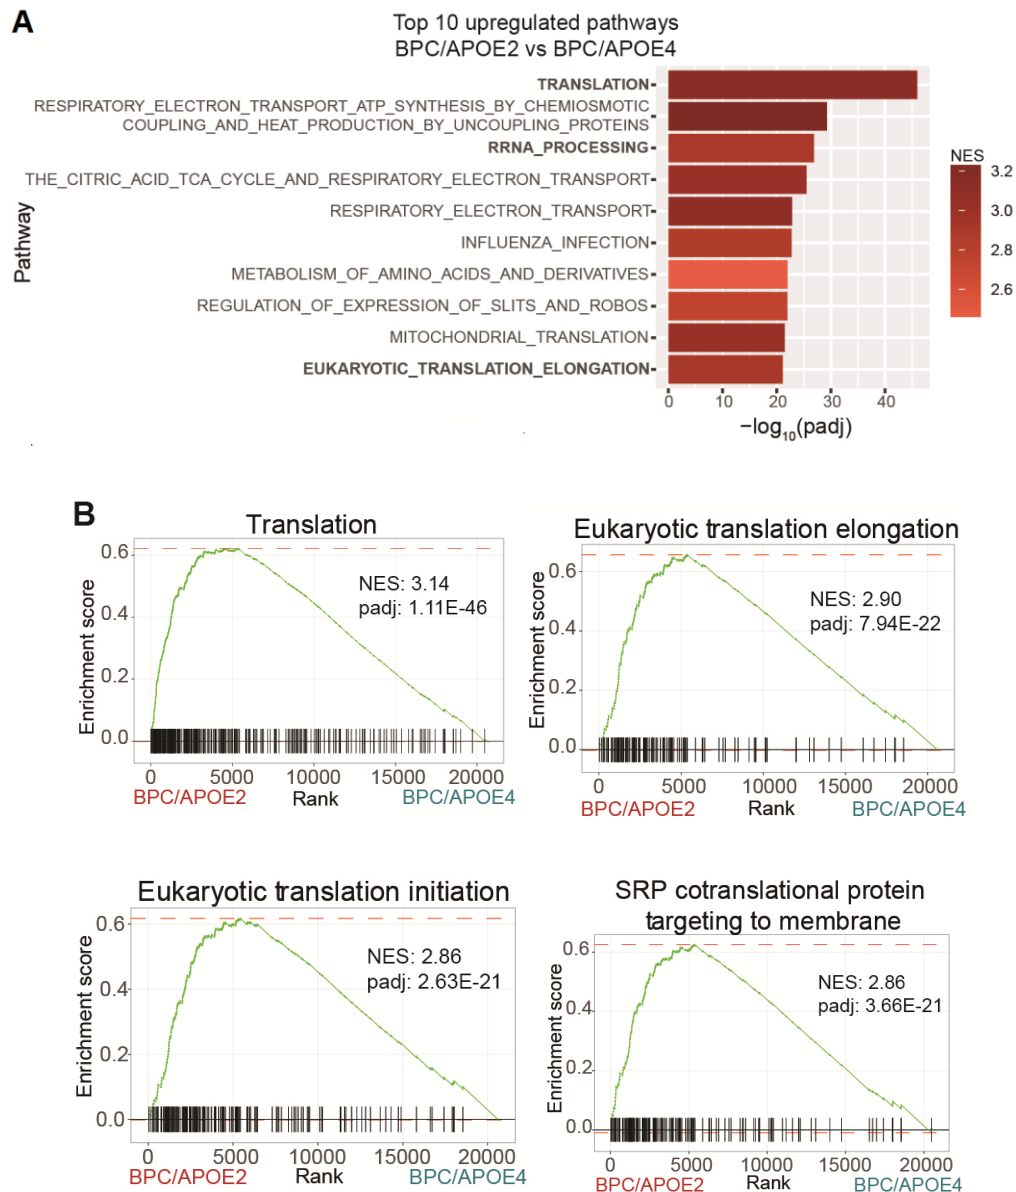 A
Top 10 upregulated pathways
BPC/APOE2 vs BPC/APOE4
Pathway
TRANSLATION
RESPIRATORY_ELECTRON_TRANSPORT_ATP_SYNTHESIS_BY_CHEMIOSMOTIC
COUPLING_AND_HEAT_PRODUCTION_BY_UNCOUPLING_PROTEINS
RRNA_PROCESSING
THE_CITRIC_ACID_TCA_CYCLE_AND_RESPIRATORY_ELECTRON_TRANSPORT
RESPIRATORY_ELECTRON_TRANSPORT
INFLUENZA_INFECTION
METABOLISM_OF_AMINO_ACIDS_AND_DERIVATIVES
REGULATION_OF_EXPRESSION_OF_SLITS_AND_ROBOS
MITOCHONDRIAL_TRANSLATION
EUKARYOTIC_TRANSLATION_ELONGATION
0 10 20 30 40
−log10(padj)
NES
3.2
3.0
2.8
2.6
B
Translation
Enrichment score
0.6
0.4
0.2
0.0
NES: 3.14
padj: 1.11E-46
0 5000 10000 15000 20000
BPC/APOE2 Rank BPC/APOE4
Eukaryotic translation elongation
Enrichment score
0.6
0.4
0.2
0.0
NES: 2.90
padj: 7.94E-22
0 5000 10000 15000 20000
BPC/APOE2 Rank BPC/APOE4
Eukaryotic translation initiation
Enrichment score
0.6
0.4
0.2
0.0
NES: 2.86
padj: 2.63E-21
0 5000 10000 15000 20000
BPC/APOE2 Rank BPC/APOE4
SRP cotranslational protein
targeting to membrane
Enrichment score
0.6
0.4
0.2
0.0
NES: 2.86
padj: 3.66E-21
0 5000 10000 15000 20000
BPC/APOE2 Rank BPC/APOE4